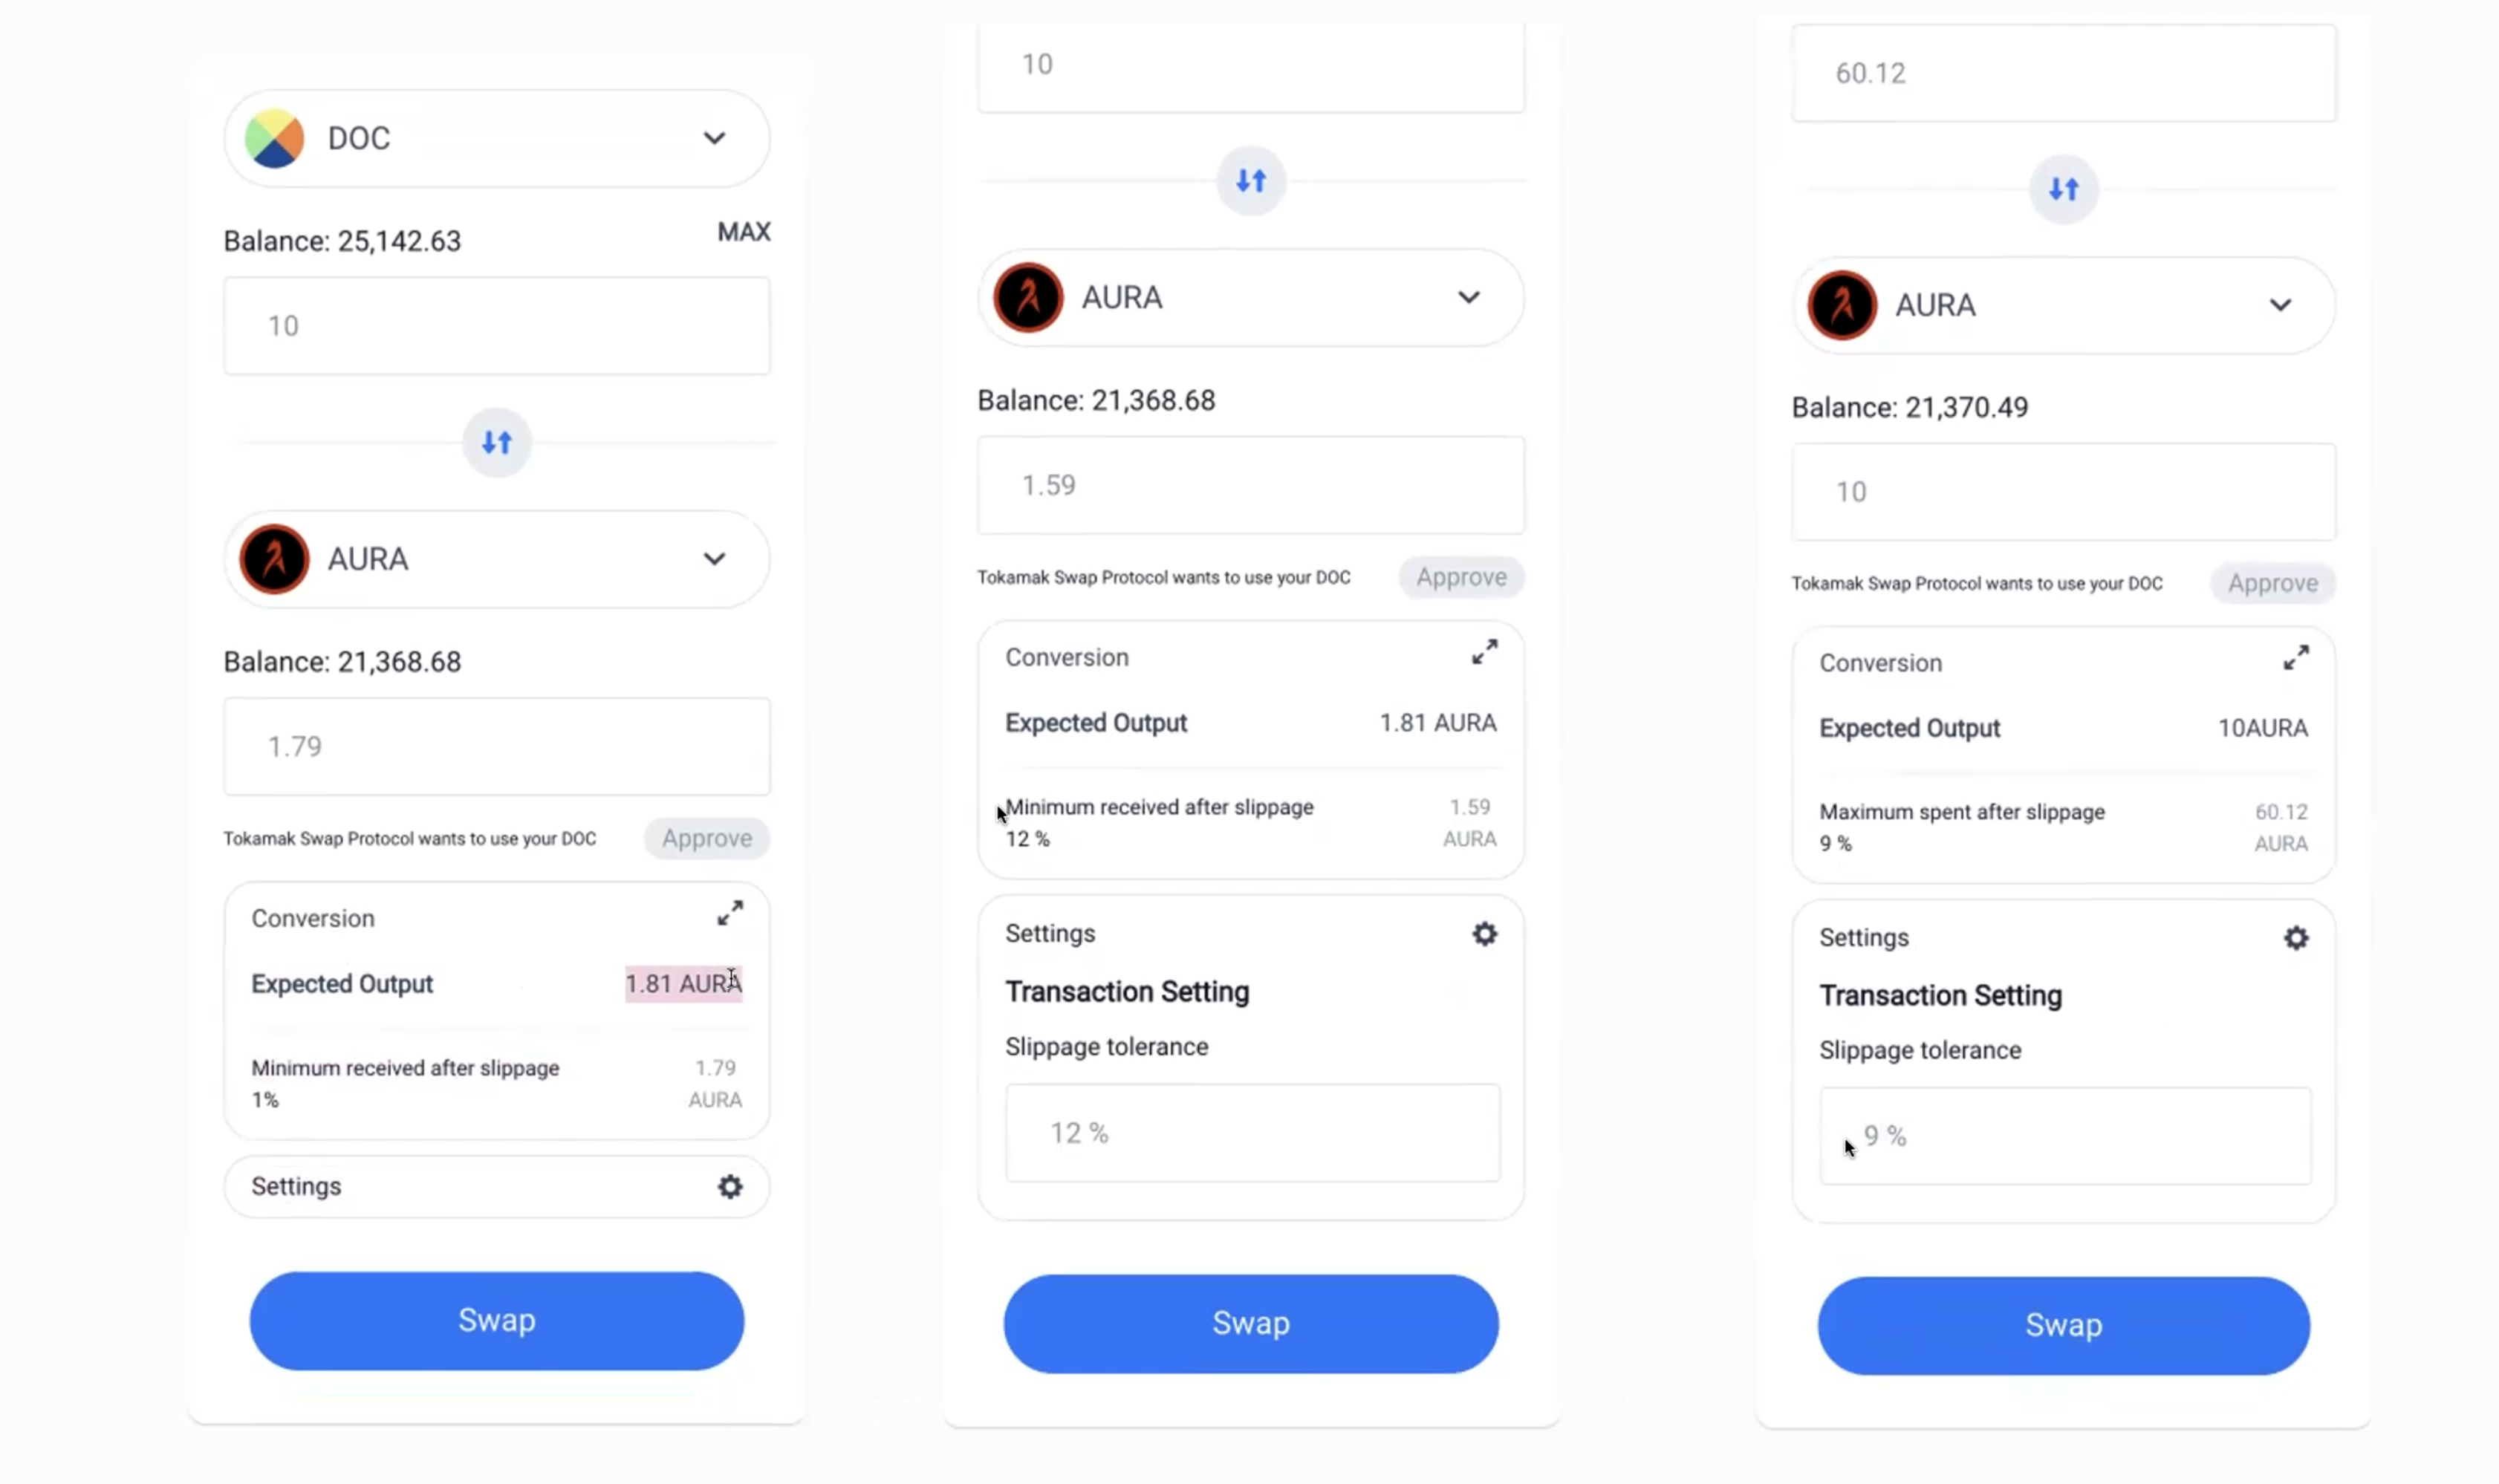 DOC
Balance: 25,142.63 MAX
10
AURA
Balance: 21,368.68
1.79
Tokamak Swap Protocol wants to use your DOC Approve
Conversion
Expected Output 1.81 AURA
Minimum received after slippage 1.79
1% AURA
Settings
Swap
10
AURA
Balance: 21,368.68
1.59
Tokamak Swap Protocol wants to use your DOC Approve
Conversion
Expected Output 1.81 AURA
Minimum received after slippage 1.59
12 % AURA
Settings
Transaction Setting
Slippage tolerance
12 %
Swap
60.12
AURA
Balance: 21,370.49
10
Tokamak Swap Protocol wants to use your DOC Approve
Conversion
Expected Output 10AURA
Maximum spent after slippage 60.12
9 % AURA
Settings
Transaction Setting
Slippage tolerance
9 %
Swap